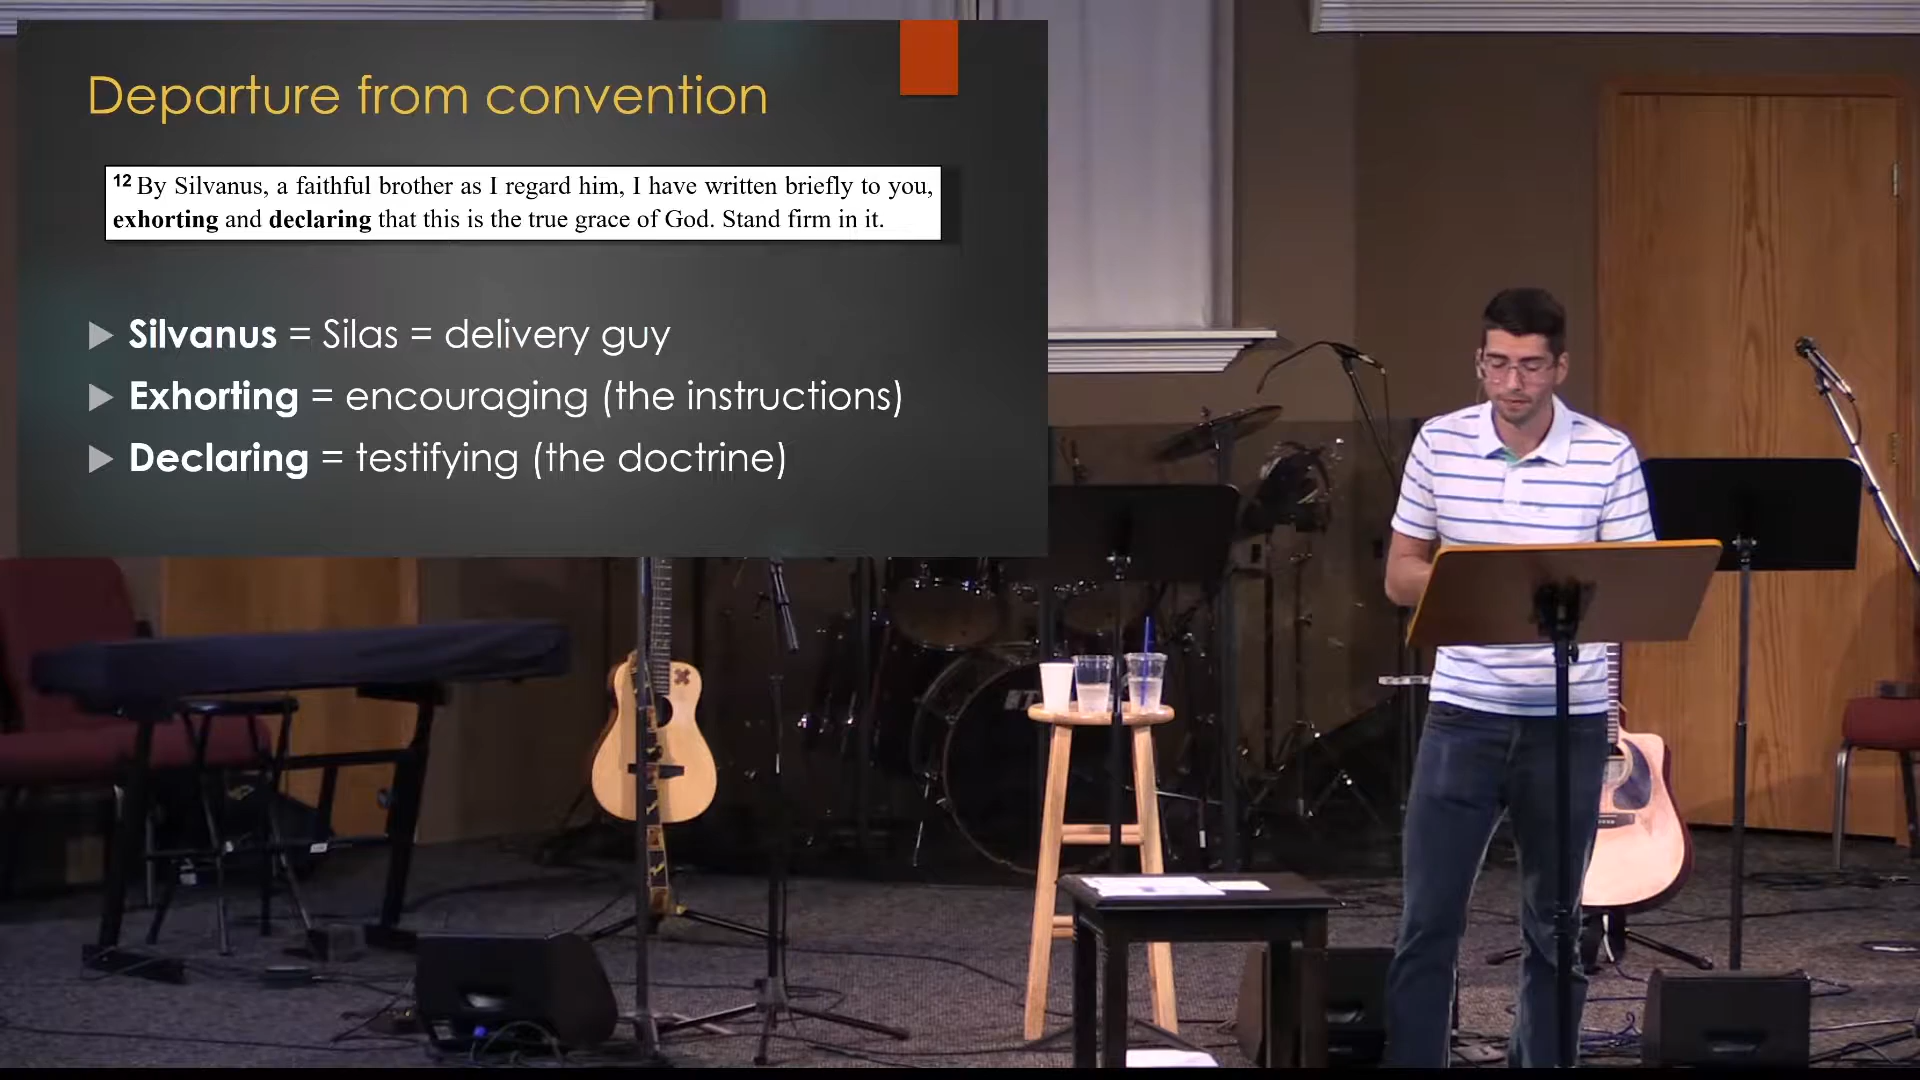 Departure from convention
12 By Silvanus, a faithful brother as I regard him, I have written briefly to you,
exhorting and declaring that this is the true grace of God. Stand firm in it.
Silvanus = Silas = delivery guy
Exhorting = encouraging (the instructions)
Declaring = testifying (the doctrine)